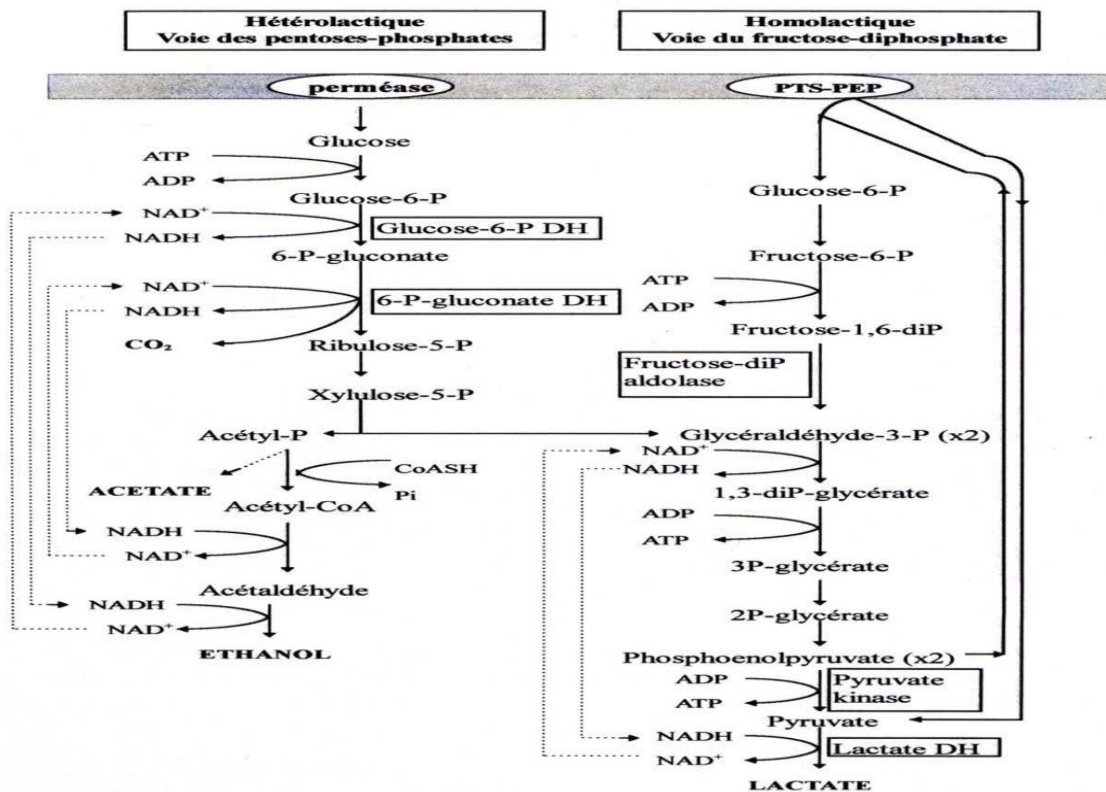 Hétérolactique
Voie des pentoses-phosphates
perméase
Glucose
ATP
ADP
Glucose-6-P
NAD+
NADH
Glucose-6-P DH
6-P-gluconate
NAD+
NADH
6-P-gluconate DH
CO₂
Ribulose-5-P
Xylulose-5-P
Acétyl-P
CoASH
Pi
ACETATE
Acétyl-CoA
NADH
NAD+
Acétaldéhyde
NADH
NAD+
ETHANOL
Homolactique
Voie du fructose-diphosphate
PTS-PEP
Glucose-6-P
Fructose-6-P
ATP
ADP
Fructose-1,6-diP
Fructose-diP
aldolase
Glycéraldéhyde-3-P (x2)
NAD+
NADH
1,3-diP-glycérate
ADP
ATP
3P-glycérate
2P-glycérate
Phosphoenolpyruvate (x2)
ADP
ATP
Pyruvate
kinase
Pyruvate
NADH
NAD+
Lactate DH
LACTATE